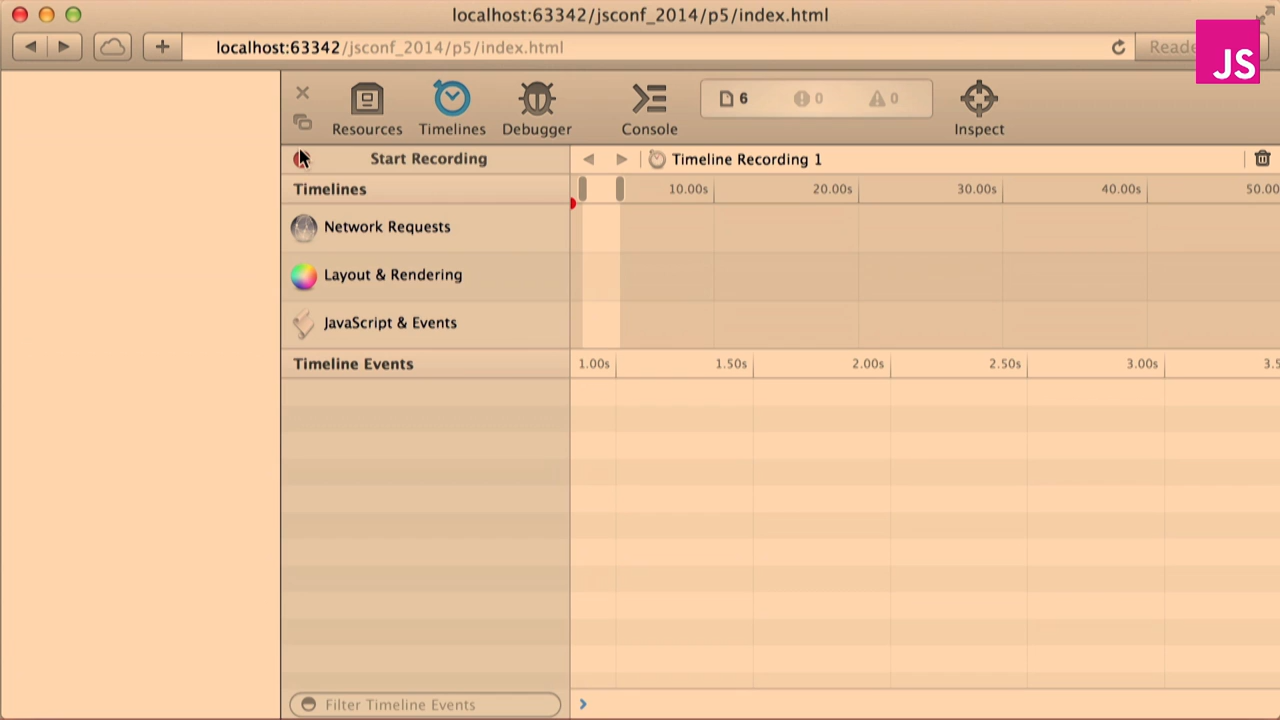 localhost:63342/jsconf_2014/p5/index.html
localhost:63342/jsconf_2014/p5/index.html
JS
Resources
Timelines
Debugger
Console
6
0
0
Inspect
Start Recording
Timeline Recording 1
Timelines
10.00s
20.00s
30.00s
40.00s
50.00
Network Requests
Layout & Rendering
JavaScript & Events
Timeline Events
1.00s
1.50s
2.00s
2.50s
3.00s
3.5
Filter Timeline Events